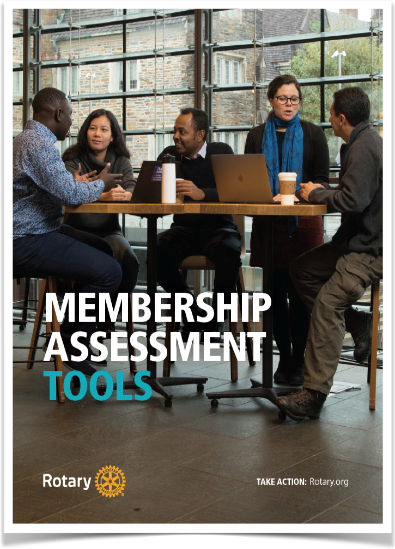 MEMBERSHIP
ASSESSMENT
TOOLS
Rotary
TAKE ACTION: Rotary.org